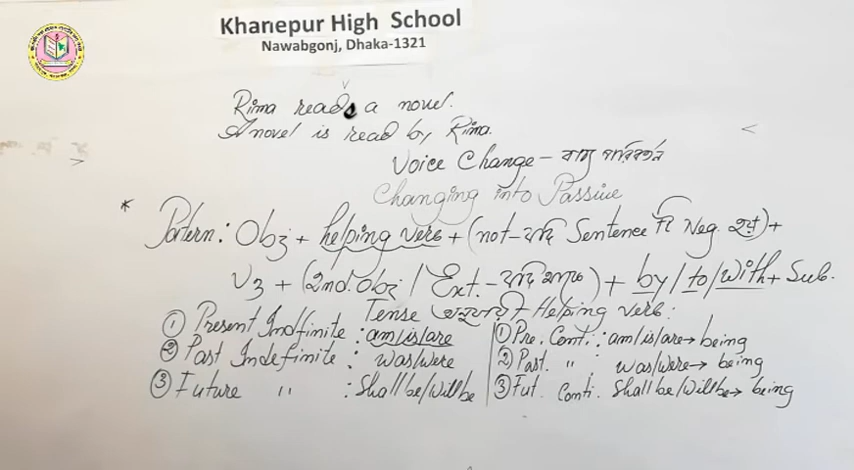 Khanepur High School
Nawabgonj, Dhaka-1321
Rima reads a novel.
A novel is read by Rima.
Voice Change - বাচ্য পরিবর্তন
Changing into Passive
* Pattern: Obj + helping verb + (not - যদি Sentence টি Neg. হয়) +
V3 + (2nd. Obj / Ext. - যদি থাকে) + by/to/with + Sub.
Tense অনুযায়ী Helping verb:
① Present Indifinite : am/is/are
② Past Indefinite : was/were
③ Future " : Shall be/Will be
① Pre. Conti. : am/is/are → being
② Past. " : was/were → being
③ Fut. Conti. Shall be/Will be → being